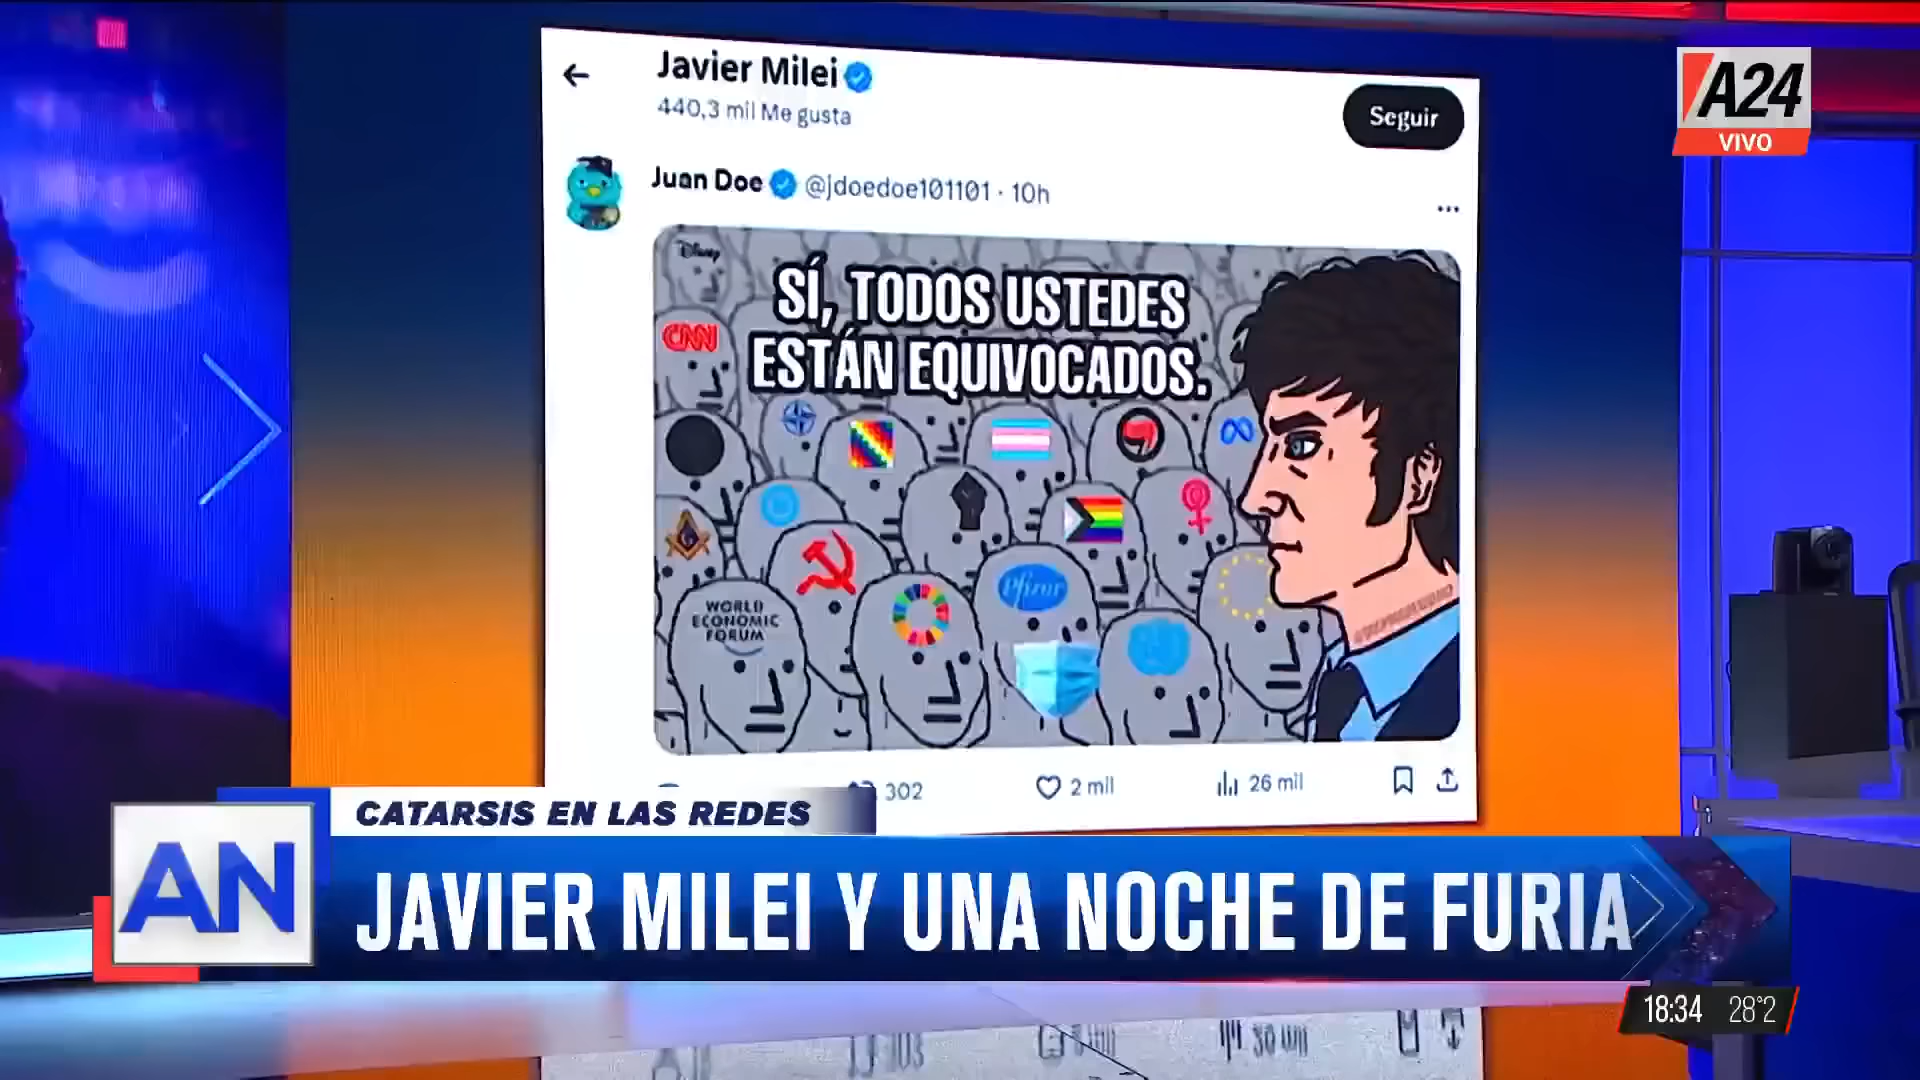 Javier Milei
440,3 mil Me gusta
Seguir
A24
VIVO
Juan Doe @jdoedoe101101 · 10h
Disney
SÍ, TODOS USTEDES
ESTÁN EQUIVOCADOS.
CNN
WORLD
ECONOMIC
FORUM
Pfizer
302
2 mil
26 mil
CATARSIS EN LAS REDES
AN
JAVIER MILEI Y UNA NOCHE DE FURIA
18:34 28°2